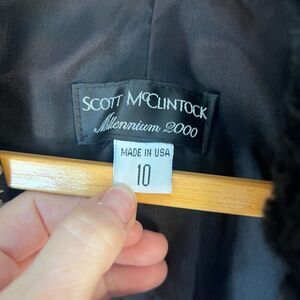 SCOTT McCLINTOCK
Millennium 2000
MADE IN USA
10